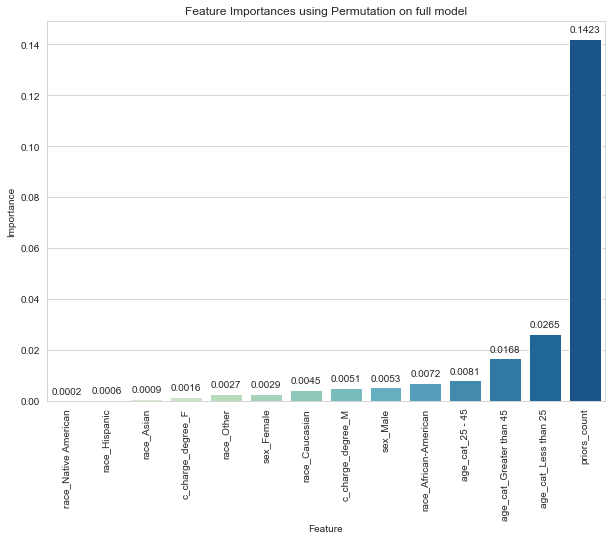 Feature Importances using Permutation on full model
Importance
0.14
0.12
0.10
0.08
0.06
0.04
0.02
0.00
0.0002
0.0006
0.0009
0.0016
0.0027
0.0029
0.0045
0.0051
0.0053
0.0072
0.0081
0.0168
0.0265
0.1423
race_Native American
race_Hispanic
race_Asian
c_charge_degree_F
race_Other
sex_Female
race_Caucasian
c_charge_degree_M
sex_Male
race_African-American
age_cat_25 - 45
age_cat_Greater than 45
age_cat_Less than 25
priors_count
Feature